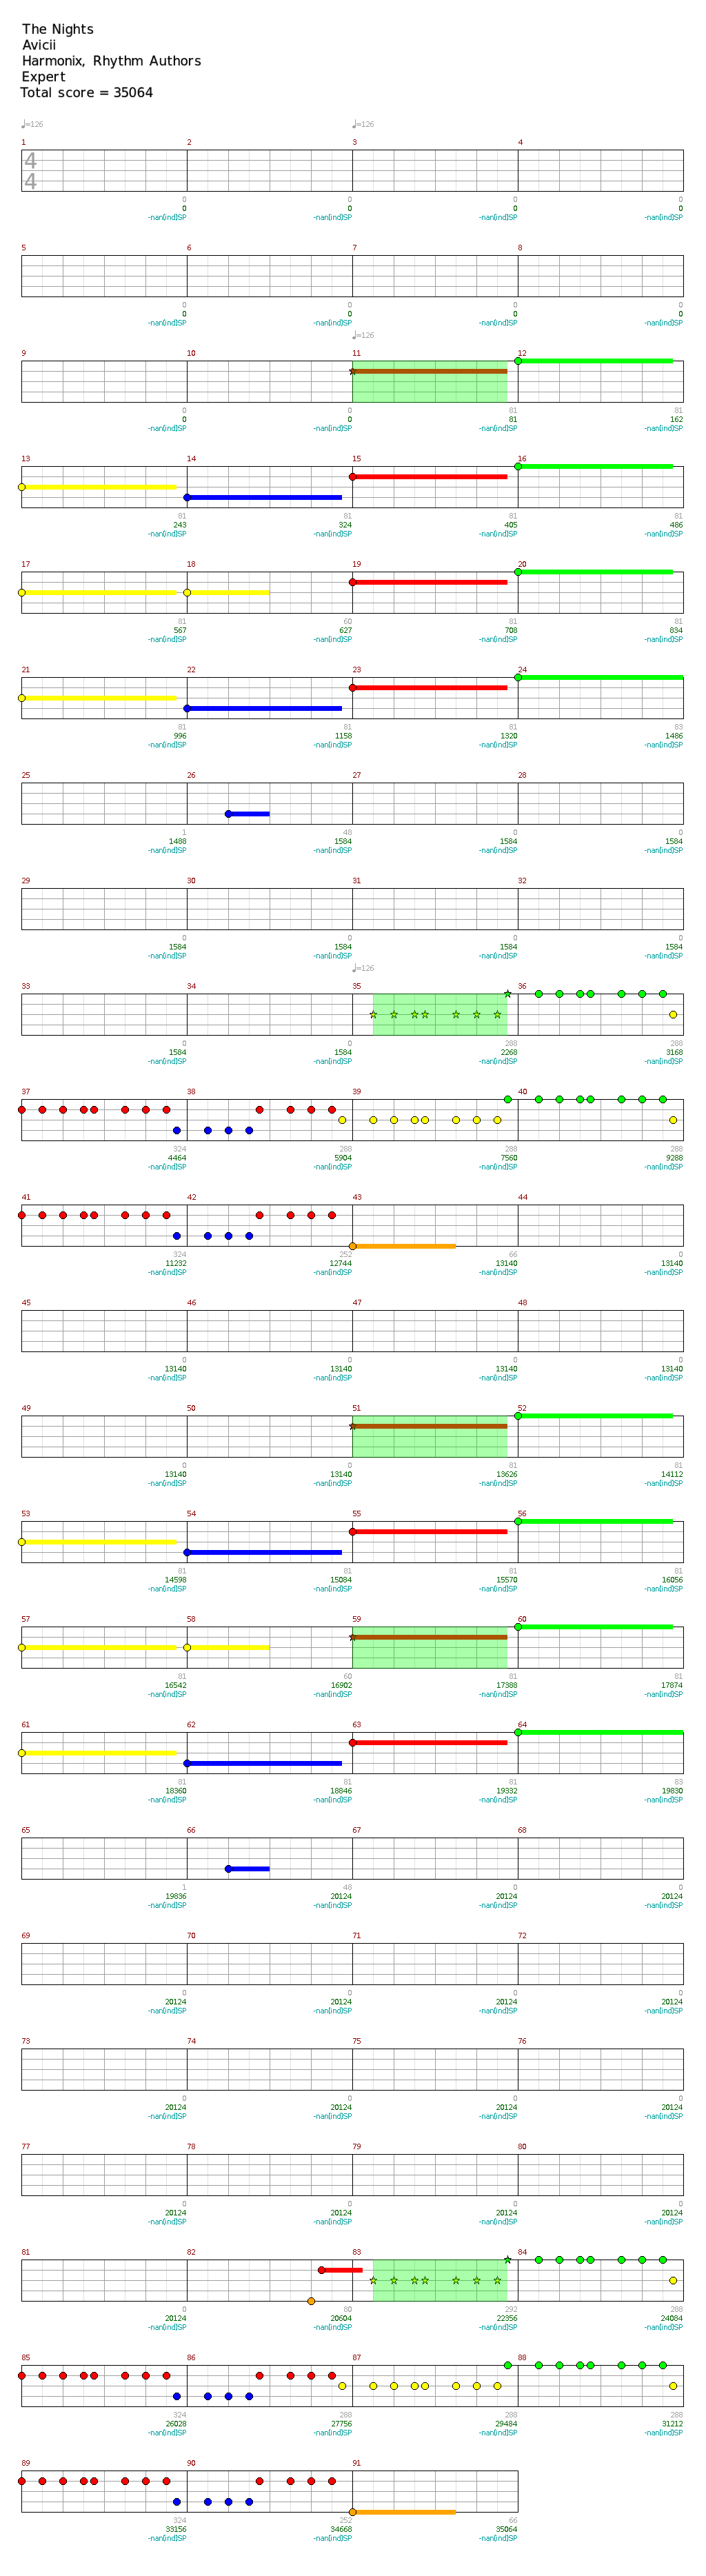 The Nights
Avicii
Harmonix, Rhythm Authors
Expert
Total score = 35064
♩=126 ♩=126
1 2 3 4
4
4
0 0 0 0
0 0 0 0
-nan(ind)SP -nan(ind)SP -nan(ind)SP -nan(ind)SP
5 6 7 8
0 0 0 0
0 0 0 0
-nan(ind)SP -nan(ind)SP -nan(ind)SP -nan(ind)SP
♩=126
9 10 11 12
0 0 81 81
0 0 81 162
-nan(ind)SP -nan(ind)SP -nan(ind)SP -nan(ind)SP
13 14 15 16
81 81 81 81
243 324 405 486
-nan(ind)SP -nan(ind)SP -nan(ind)SP -nan(ind)SP
17 18 19 20
81 60 81 81
567 627 708 834
-nan(ind)SP -nan(ind)SP -nan(ind)SP -nan(ind)SP
21 22 23 24
81 81 81 83
996 1158 1320 1486
-nan(ind)SP -nan(ind)SP -nan(ind)SP -nan(ind)SP
25 26 27 28
1 48 0 0
1488 1584 1584 1584
-nan(ind)SP -nan(ind)SP -nan(ind)SP -nan(ind)SP
29 30 31 32
0 0 0 0
1584 1584 1584 1584
-nan(ind)SP -nan(ind)SP -nan(ind)SP -nan(ind)SP
♩=126
33 34 35 36
0 0 288 288
1584 1584 2268 3168
-nan(ind)SP -nan(ind)SP -nan(ind)SP -nan(ind)SP
37 38 39 40
324 288 288 288
4464 5904 7560 9288
-nan(ind)SP -nan(ind)SP -nan(ind)SP -nan(ind)SP
41 42 43 44
324 252 66 0
11232 12744 13140 13140
-nan(ind)SP -nan(ind)SP -nan(ind)SP -nan(ind)SP
45 46 47 48
0 0 0 0
13140 13140 13140 13140
-nan(ind)SP -nan(ind)SP -nan(ind)SP -nan(ind)SP
49 50 51 52
0 0 81 81
13140 13140 13626 14112
-nan(ind)SP -nan(ind)SP -nan(ind)SP -nan(ind)SP
53 54 55 56
81 81 81 81
14598 15084 15570 16056
-nan(ind)SP -nan(ind)SP -nan(ind)SP -nan(ind)SP
57 58 59 60
81 60 81 81
16542 16902 17388 17874
-nan(ind)SP -nan(ind)SP -nan(ind)SP -nan(ind)SP
61 62 63 64
81 81 81 83
18360 18846 19332 19830
-nan(ind)SP -nan(ind)SP -nan(ind)SP -nan(ind)SP
65 66 67 68
1 48 0 0
19836 20124 20124 20124
-nan(ind)SP -nan(ind)SP -nan(ind)SP -nan(ind)SP
69 70 71 72
0 0 0 0
20124 20124 20124 20124
-nan(ind)SP -nan(ind)SP -nan(ind)SP -nan(ind)SP
73 74 75 76
0 0 0 0
20124 20124 20124 20124
-nan(ind)SP -nan(ind)SP -nan(ind)SP -nan(ind)SP
77 78 79 80
0 0 0 0
20124 20124 20124 20124
-nan(ind)SP -nan(ind)SP -nan(ind)SP -nan(ind)SP
81 82 83 84
0 80 292 288
20124 20604 22356 24084
-nan(ind)SP -nan(ind)SP -nan(ind)SP -nan(ind)SP
85 86 87 88
324 288 288 288
26028 27756 29484 31212
-nan(ind)SP -nan(ind)SP -nan(ind)SP -nan(ind)SP
89 90 91
324 252 66
33156 34668 35064
-nan(ind)SP -nan(ind)SP -nan(ind)SP